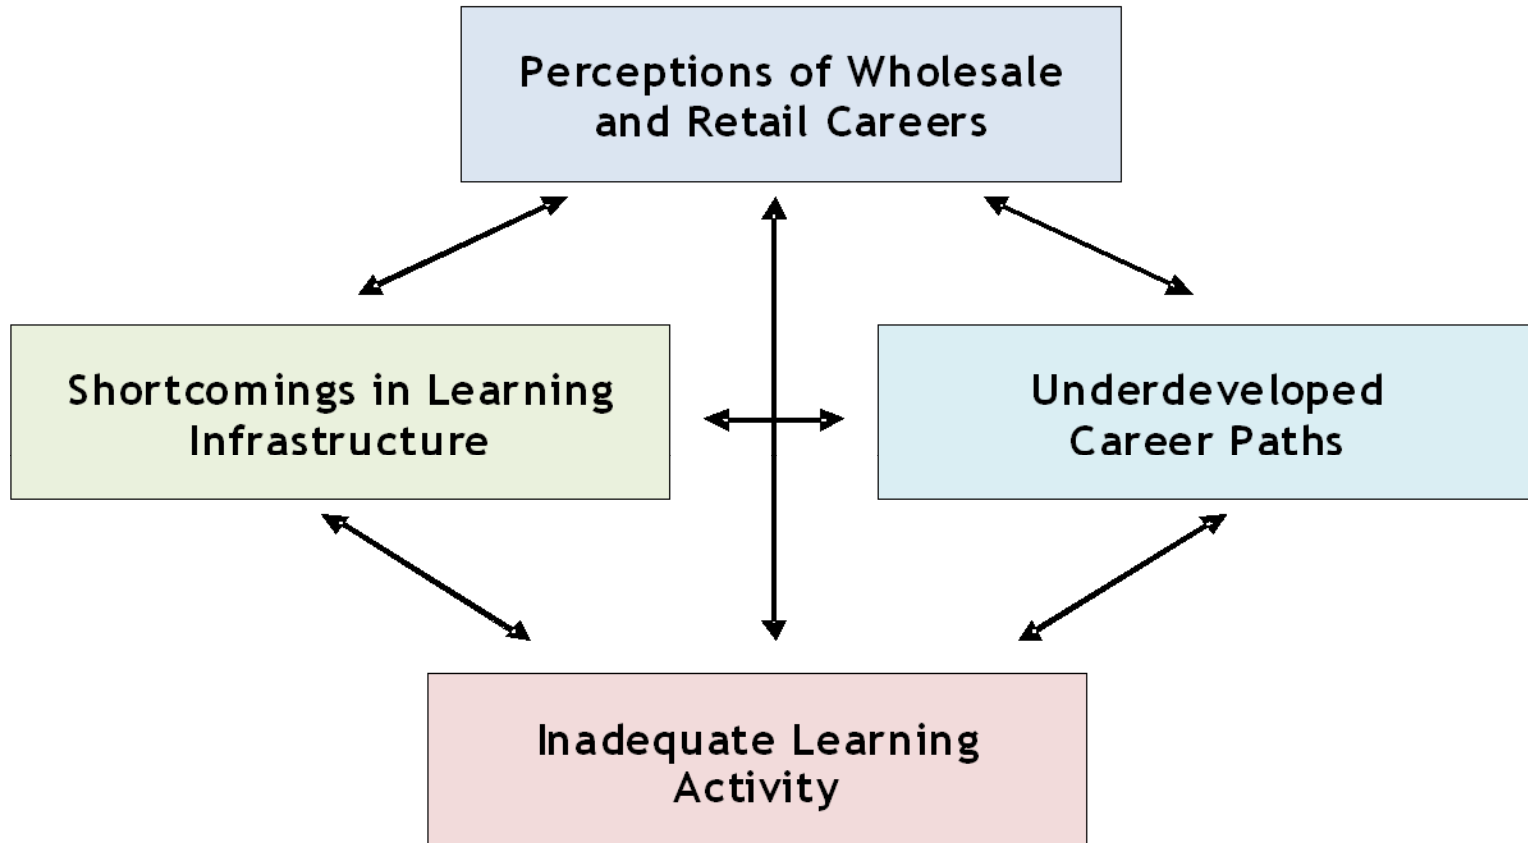 Perceptions of Wholesale
and Retail Careers
Shortcomings in Learning
Infrastructure
Underdeveloped
Career Paths
Inadequate Learning
Activity